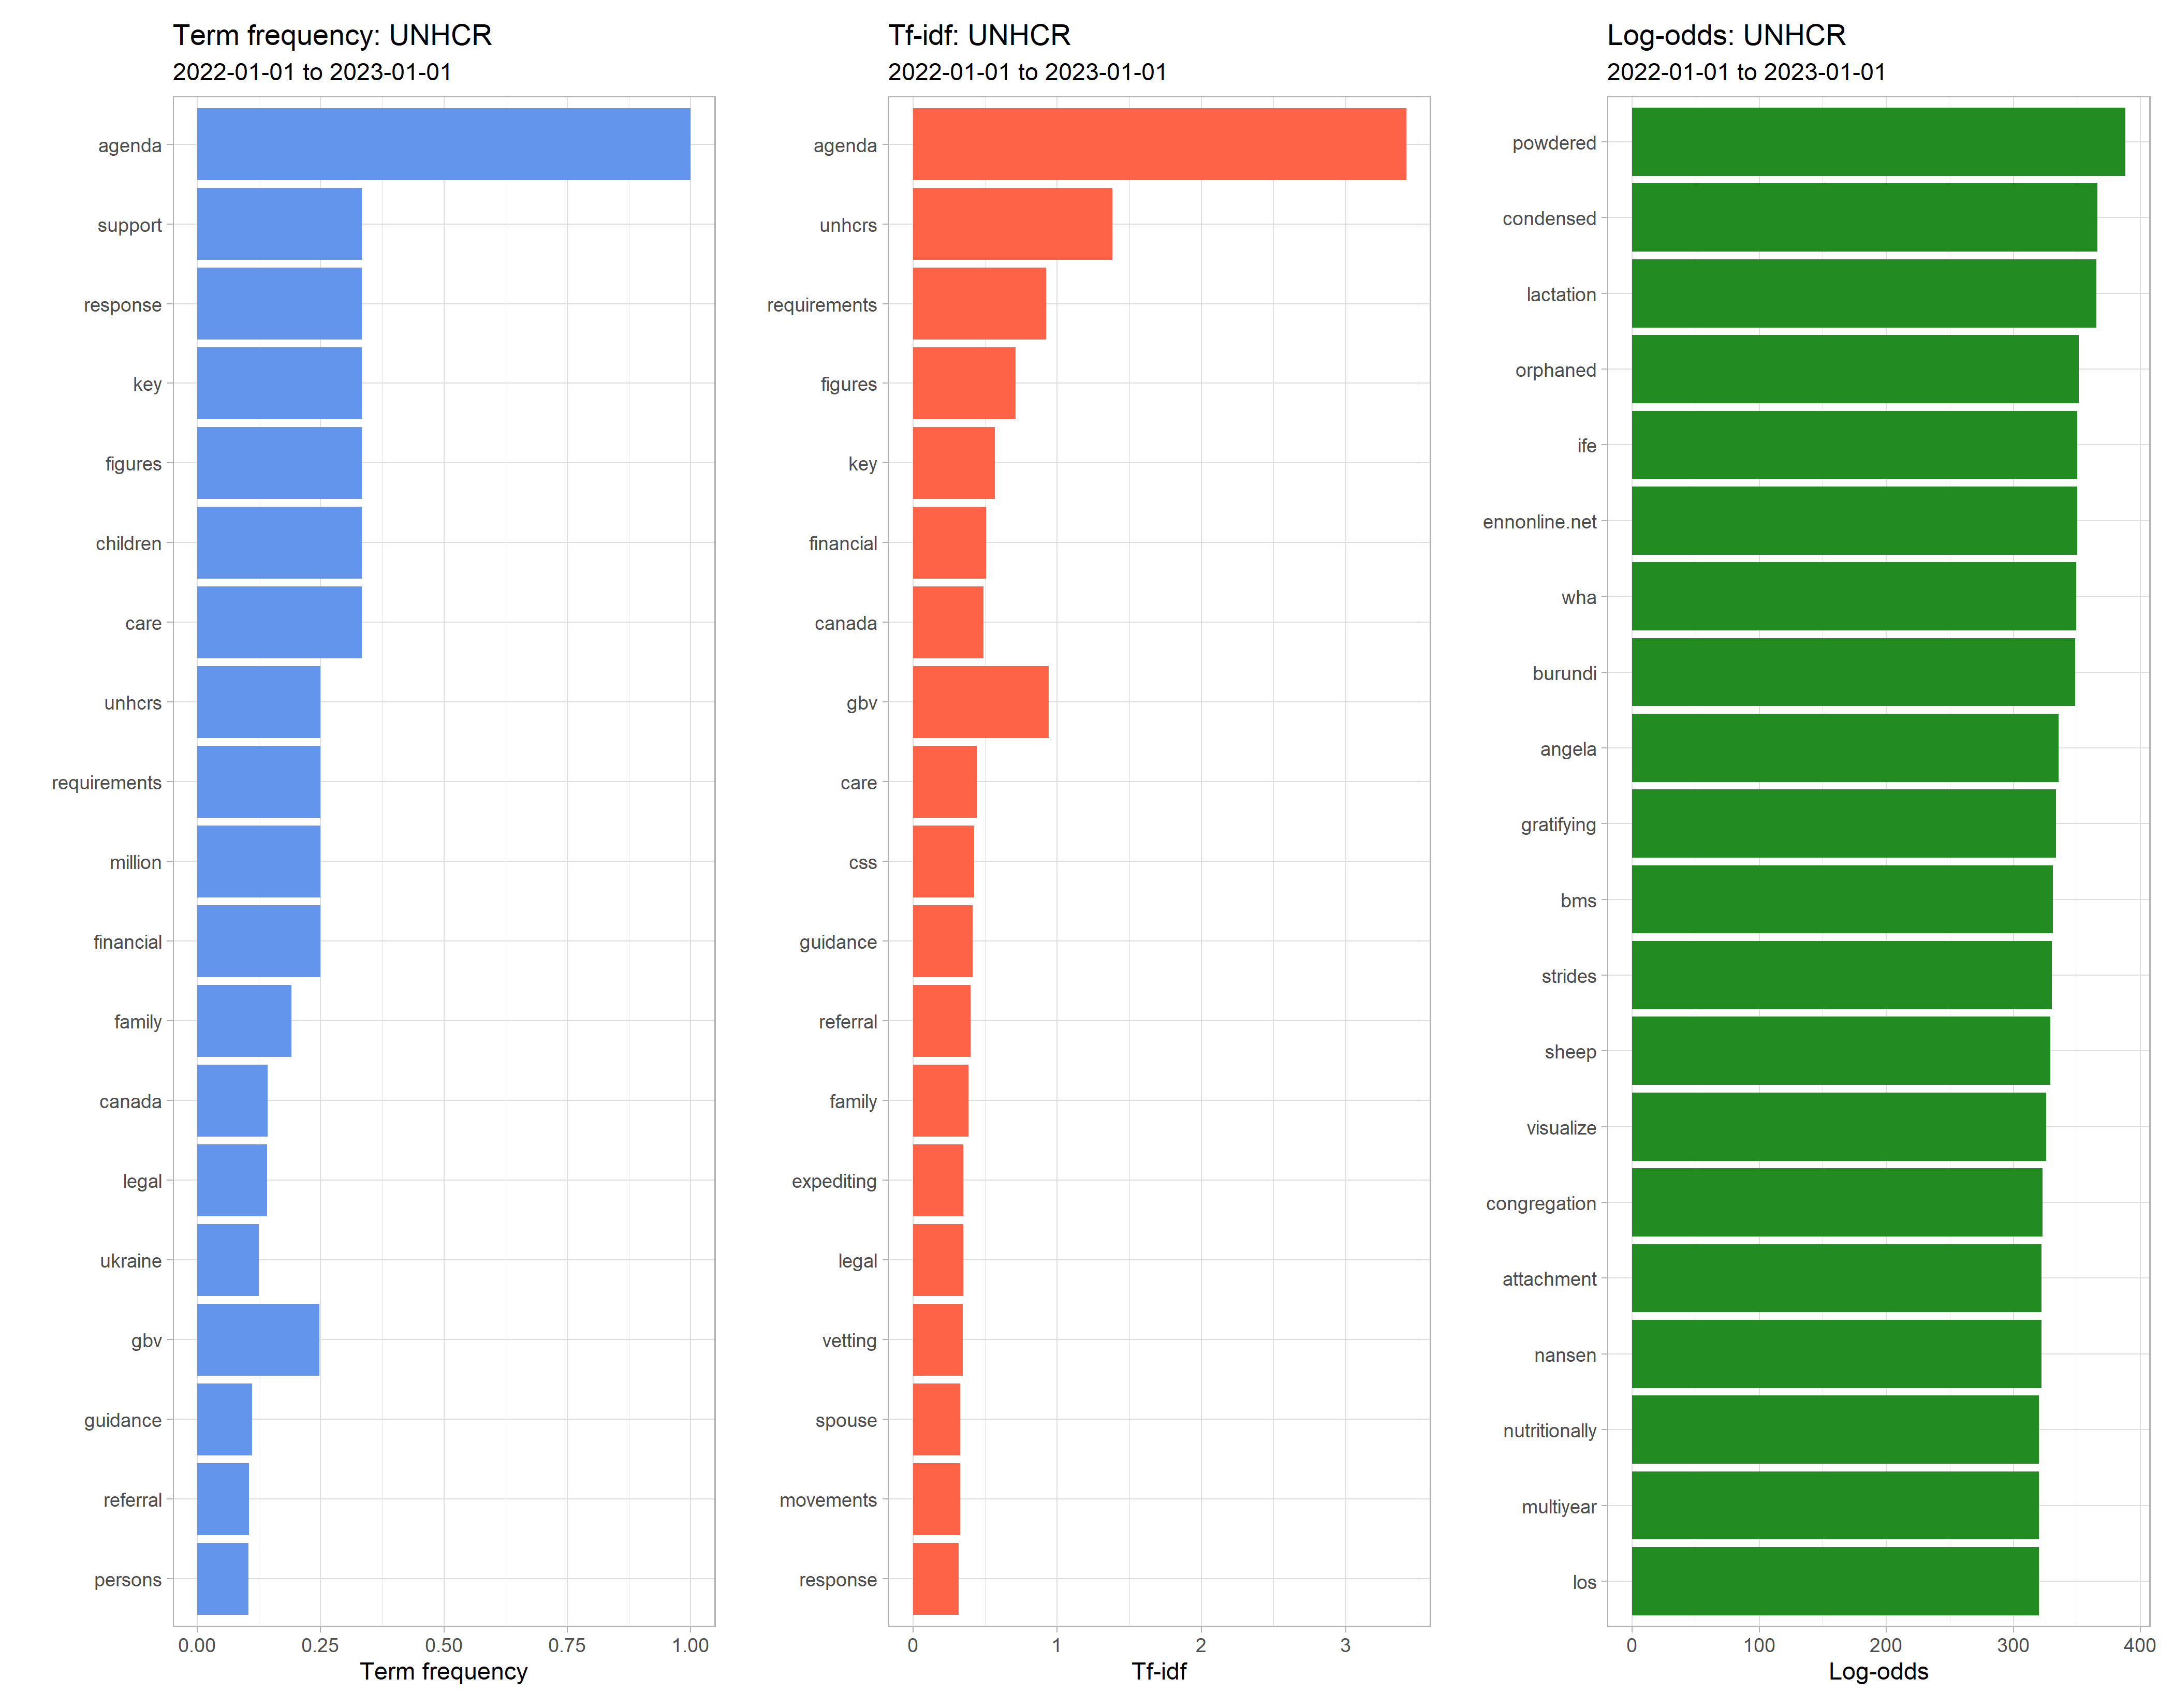 Term frequency: UNHCR
2022-01-01 to 2023-01-01
agenda
support
response
key
figures
children
care
unhcrs
requirements
million
financial
family
canada
legal
ukraine
gbv
guidance
referral
persons
0.00 0.25 0.50 0.75 1.00
Term frequency
Tf-idf: UNHCR
2022-01-01 to 2023-01-01
agenda
unhcrs
requirements
figures
key
financial
canada
gbv
care
css
guidance
referral
family
expediting
legal
vetting
spouse
movements
response
0 1 2 3
Tf-idf
Log-odds: UNHCR
2022-01-01 to 2023-01-01
powdered
condensed
lactation
orphaned
ife
ennonline.net
wha
burundi
angela
gratifying
bms
strides
sheep
visualize
congregation
attachment
nansen
nutritionally
multiyear
los
0 100 200 300 400
Log-odds